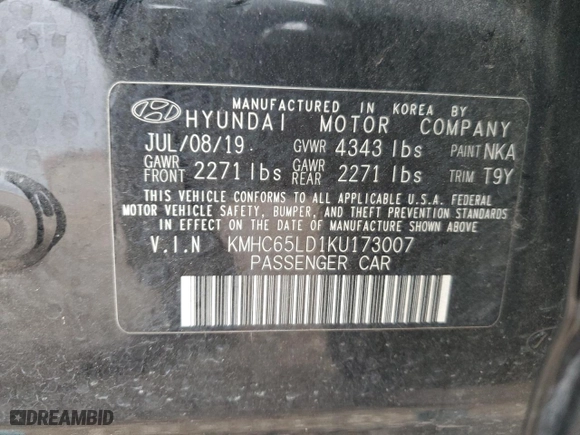 MANUFACTURED IN KOREA BY
HYUNDAI MOTOR COMPANY
JUL/08/19 GVWR 4343 lbs PAINT NKA
GAWR FRONT 2271 lbs GAWR REAR 2271 lbs TRIM T9Y
THIS VEHICLE CONFORMS TO ALL APPLICABLE U.S.A. FEDERAL
MOTOR VEHICLE SAFETY, BUMPER, AND THEFT PREVENTION STANDARDS
IN EFFECT ON THE DATE OF MANUFACTURE SHOWN ABOVE.
V.I.N KMHC65LD1KU173007
PASSENGER CAR
DREAMBID